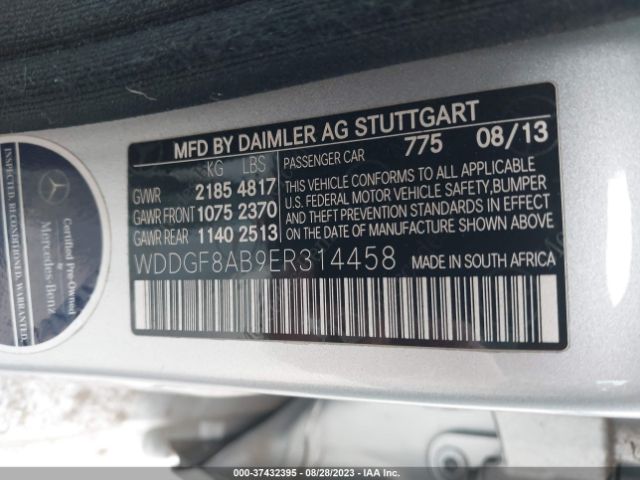 MFD BY DAIMLER AG STUTTGART
KG LBS
GVWR 2185 4817
GAWR FRONT 1075 2370
GAWR REAR 1140 2513
PASSENGER CAR 775 08/13
THIS VEHICLE CONFORMS TO ALL APPLICABLE
U.S. FEDERAL MOTOR VEHICLE SAFETY, BUMPER
AND THEFT PREVENTION STANDARDS IN EFFECT
ON THE DATE OF MANUFACTURE SHOWN ABOVE
WDDGF8AB9ER314458 MADE IN SOUTH AFRICA
INSPECTED. RECONDITIONED. WARRANTED.
Certified Pre-Owned
Mercedes-Benz
000-37432395 - 08/28/2023 - IAA Inc.